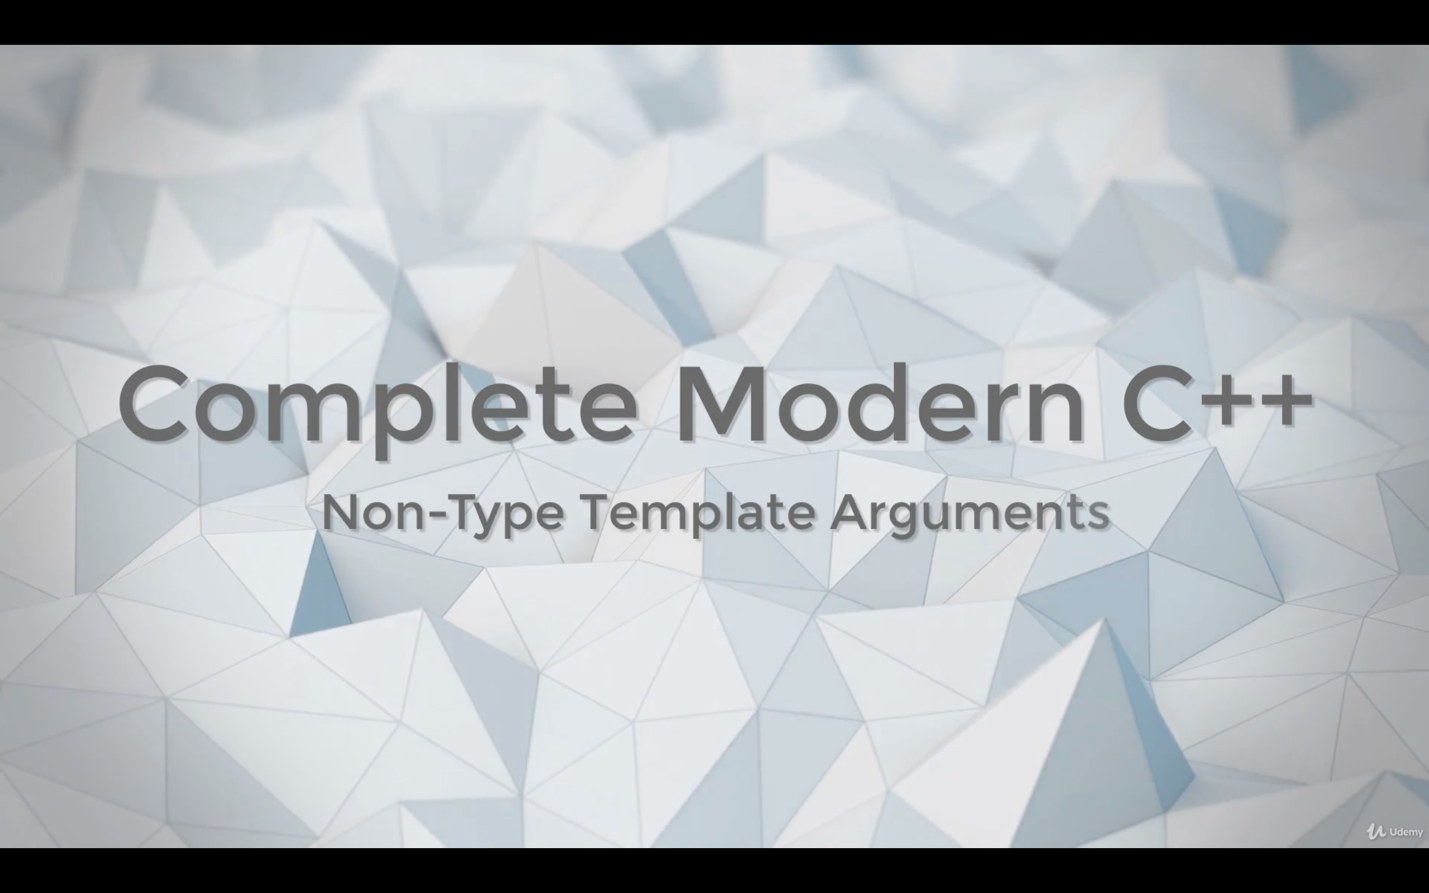 Complete Modern C++
Non-Type Template Arguments
Udemy